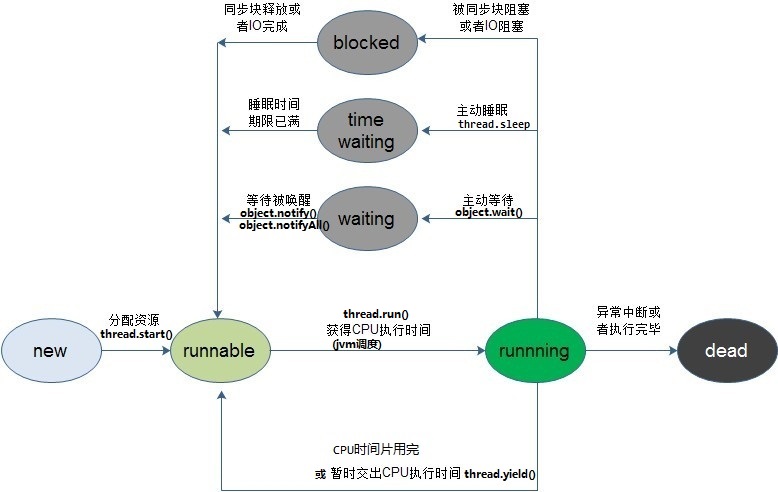 同步块释放或
者IO完成
blocked
被同步块阻塞
或者IO阻塞
睡眠时间
期限已满
time
waiting
主动睡眠
thread.sleep
等待被唤醒
object.notify()
object.notifyAll()
waiting
主动等待
object.wait()
new
分配资源
thread.start()
runnable
thread.run()
获得CPU执行时间
(jvm调度)
runnning
异常中断或
者执行完毕
dead
CPU时间片用完
或 暂时交出CPU执行时间 thread.yield()